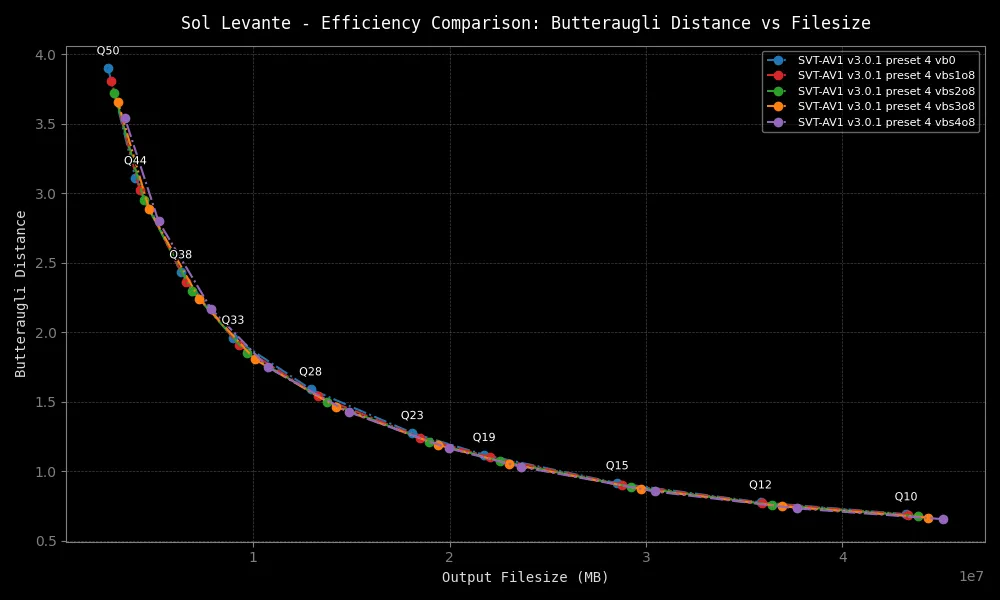 Sol Levante - Efficiency Comparison: Butteraugli Distance vs Filesize
Q50
4.0
SVT-AV1 v3.0.1 preset 4 vb0
SVT-AV1 v3.0.1 preset 4 vbs1o8
SVT-AV1 v3.0.1 preset 4 vbs2o8
SVT-AV1 v3.0.1 preset 4 vbs3o8
SVT-AV1 v3.0.1 preset 4 vbs4o8
3.5
Q44
3.0
Q38
2.5
Q33
2.0
Q28
1.5
Q23
Q19
Q15
1.0
Q12
Q10
0.5
Butteraugli Distance
1
2
3
4
Output Filesize (MB)
1e7